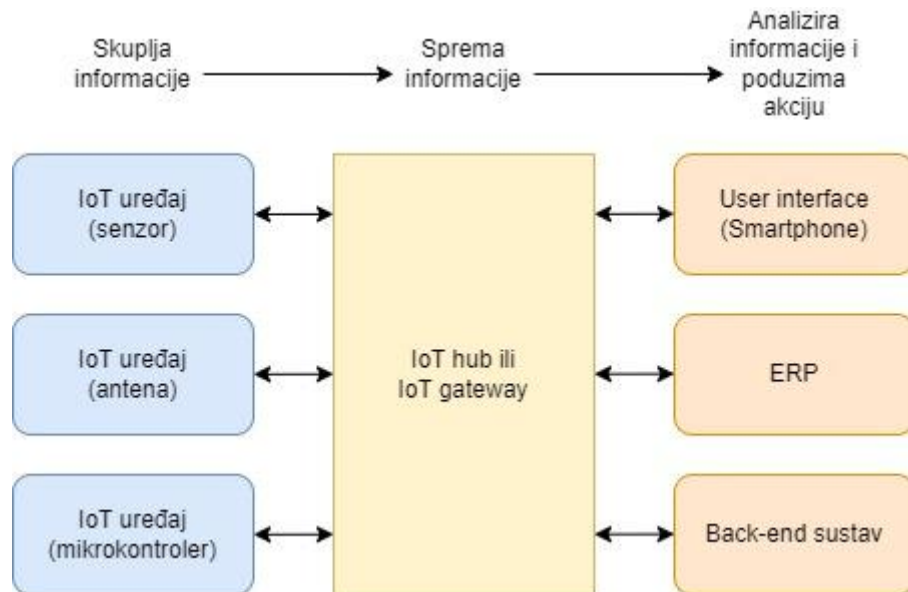 Skuplja
informacije
Sprema
informacije
Analizira
informacije i
poduzima
akciju
IoT uređaj
(senzor)
User interface
(Smartphone)
IoT uređaj
(antena)
IoT hub ili
IoT gateway
ERP
IoT uređaj
(mikrokontroler)
Back-end sustav